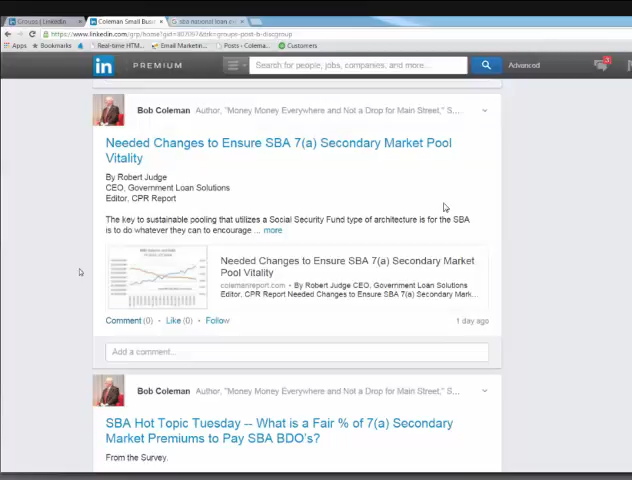 Groups | LinkedIn
Coleman Small Busi
sba national loan
https://www.linkedin.com/grp/home?gid=
groups-post-b-discgroup
Apps
Bookmarks
Real-time HTM...
Email Marketin...
Posts - Colema...
Customers
in
PREMIUM
Search for people, jobs, companies, and more...
Advanced
Bob Coleman
Author, "Money Money Everywhere and Not a Drop for Main Street," S...
Needed Changes to Ensure SBA 7(a) Secondary Market Pool
Vitality
By Robert Judge
CEO, Government Loan Solutions
Editor, CPR Report
The key to sustainable pooling that utilizes a Social Security Fund type of architecture is for the SBA
is to do whatever they can to encourage ... more
Needed Changes to Ensure SBA 7(a) Secondary Market
Pool Vitality
colemanreport.com • By Robert Judge CEO, Government Loan Solutions
Editor, CPR Report Needed Changes to Ensure SBA 7(a) Secondary Mark...
Comment (0) • Like (0) • Follow
1 day ago
Add a comment...
Bob Coleman
Author, "Money Money Everywhere and Not a Drop for Main Street," S...
SBA Hot Topic Tuesday -- What is a Fair % of 7(a) Secondary
Market Premiums to Pay SBA BDO's?
From the Survey.